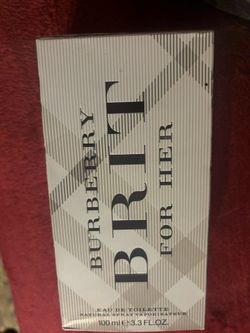 BURBERRY
BRIT
FOR HER
EAU DE TOILETTE
NATURAL SPRAY VAPORISATEUR
100 ml ℮ 3.3 FL.OZ.